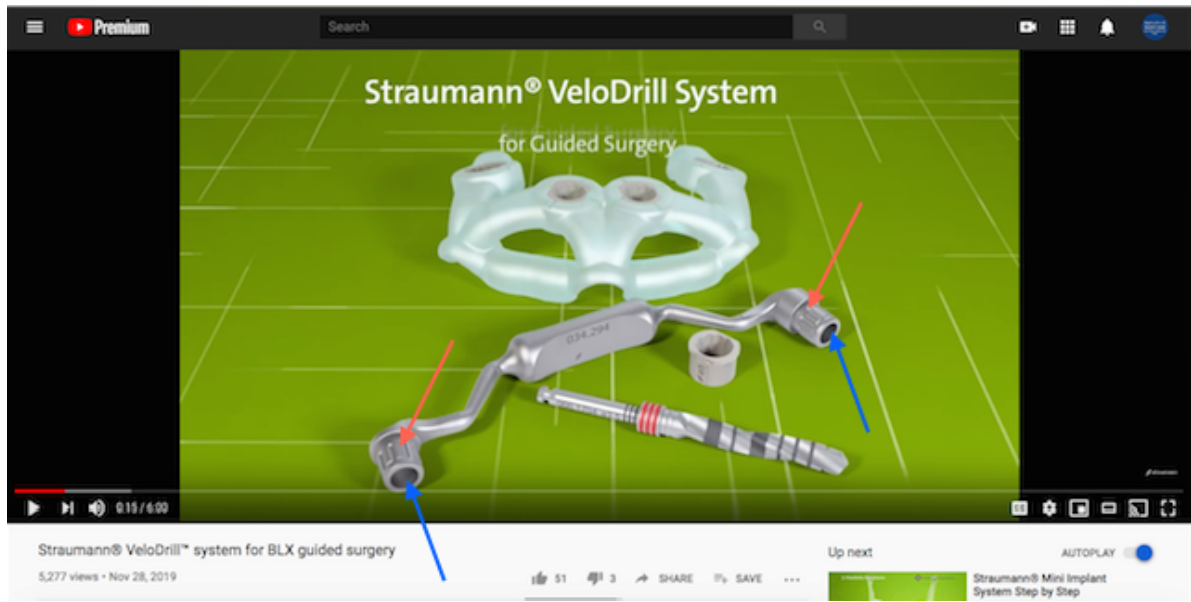 Premium
Search
Straumann® VeloDrill System
for Guided Surgery
034.294
0:15 / 6:00
CC
Straumann® VeloDrill™ system for BLX guided surgery
5,277 views • Nov 28, 2019
51
3
SHARE
SAVE
Up next
AUTOPLAY
Straumann® Mini Implant
System Step by Step